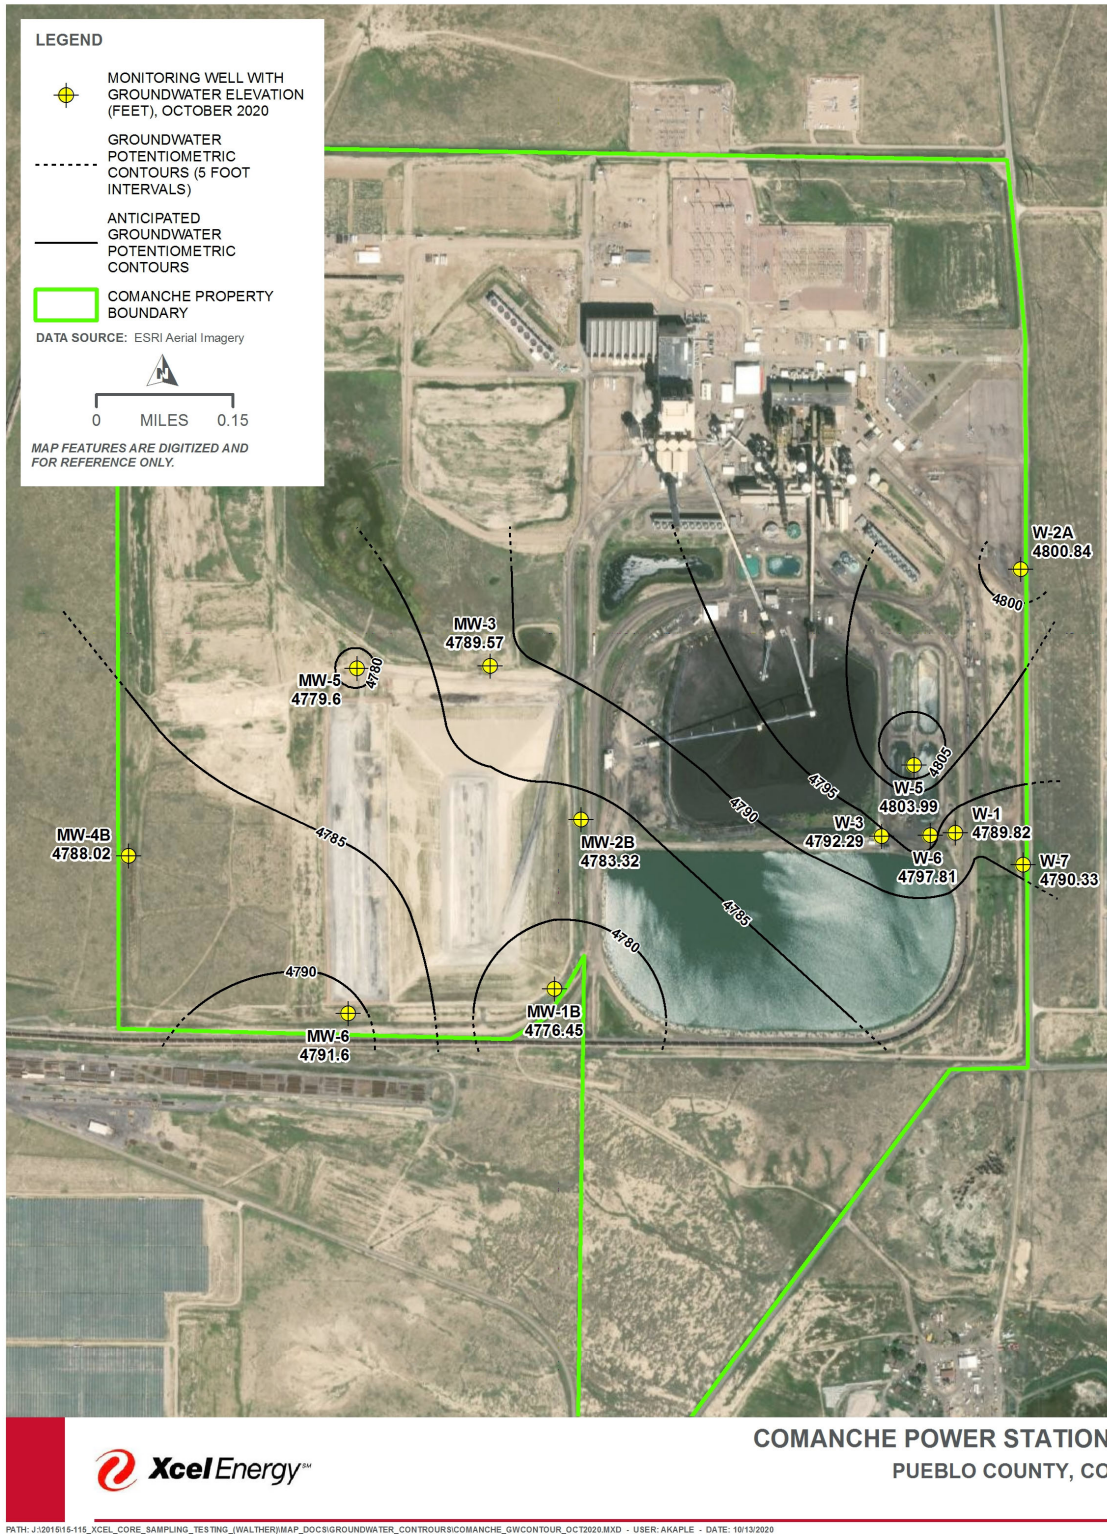 LEGEND
MONITORING WELL WITH
GROUNDWATER ELEVATION
(FEET), OCTOBER 2020
GROUNDWATER
POTENTIOMETRIC
CONTOURS (5 FOOT
INTERVALS)
ANTICIPATED
GROUNDWATER
POTENTIOMETRIC
CONTOURS
COMANCHE PROPERTY
BOUNDARY
DATA SOURCE: ESRI Aerial Imagery
N
0 MILES 0.15
MAP FEATURES ARE DIGITIZED AND
FOR REFERENCE ONLY.
W-2A
4800.84
4800
MW-3
4789.57
4780
MW-5
4779.6
4805
W-5
4803.99
4795
4790
W-3
4792.29
W-1
4789.82
W-6
4797.81
W-7
4790.33
4785
MW-4B
4788.02
MW-2B
4783.32
4785
4780
4790
MW-1B
4776.45
MW-6
4791.6
Xcel Energy SM
COMANCHE POWER STATION
PUEBLO COUNTY, CO
PATH: J:\2015\15-115_XCEL_CORE_SAMPLING_TESTING_(WALTHER)\MAP_DOCS\GROUNDWATER_CONTROURS\COMANCHE_GWCONTOUR_OCT2020.MXD - USER: AKAPLE - DATE: 10/13/2020